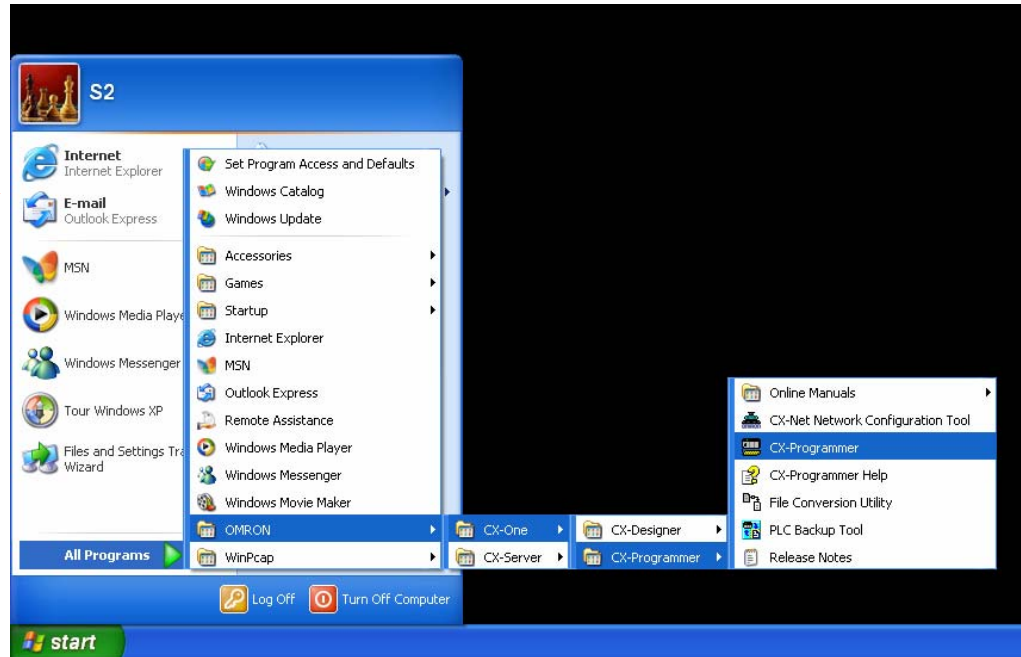 S2
Internet
Internet Explorer
E-mail
Outlook Express
MSN
Windows Media Playe
Windows Messenger
Tour Windows XP
Files and Settings Tra
Wizard
All Programs
Set Program Access and Defaults
Windows Catalog
Windows Update
Accessories
Games
Startup
Internet Explorer
MSN
Outlook Express
Remote Assistance
Windows Media Player
Windows Messenger
Windows Movie Maker
OMRON
WinPcap
CX-One
CX-Server
CX-Designer
CX-Programmer
Online Manuals
CX-Net Network Configuration Tool
CX-Programmer
CX-Programmer Help
File Conversion Utility
PLC Backup Tool
Release Notes
Log Off
Turn Off Computer
start